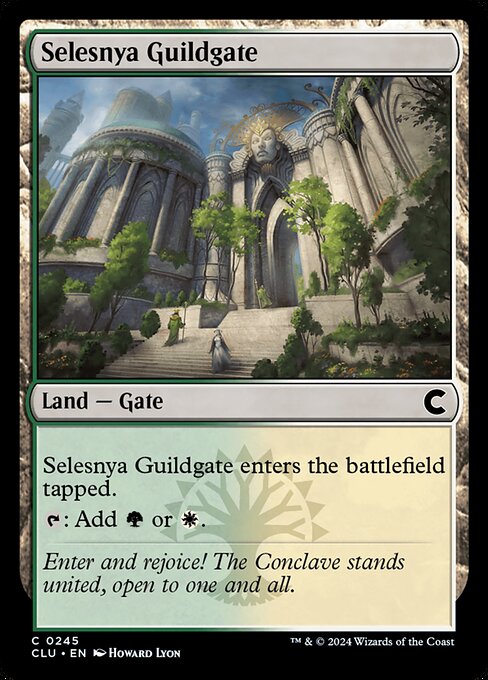 Selesnya Guildgate
Land — Gate
Selesnya Guildgate enters the battlefield
tapped.
: Add or .
Enter and rejoice! The Conclave stands
united, open to one and all.
C 0245
CLU • EN Howard Lyon
™ & © 2024 Wizards of the Coast